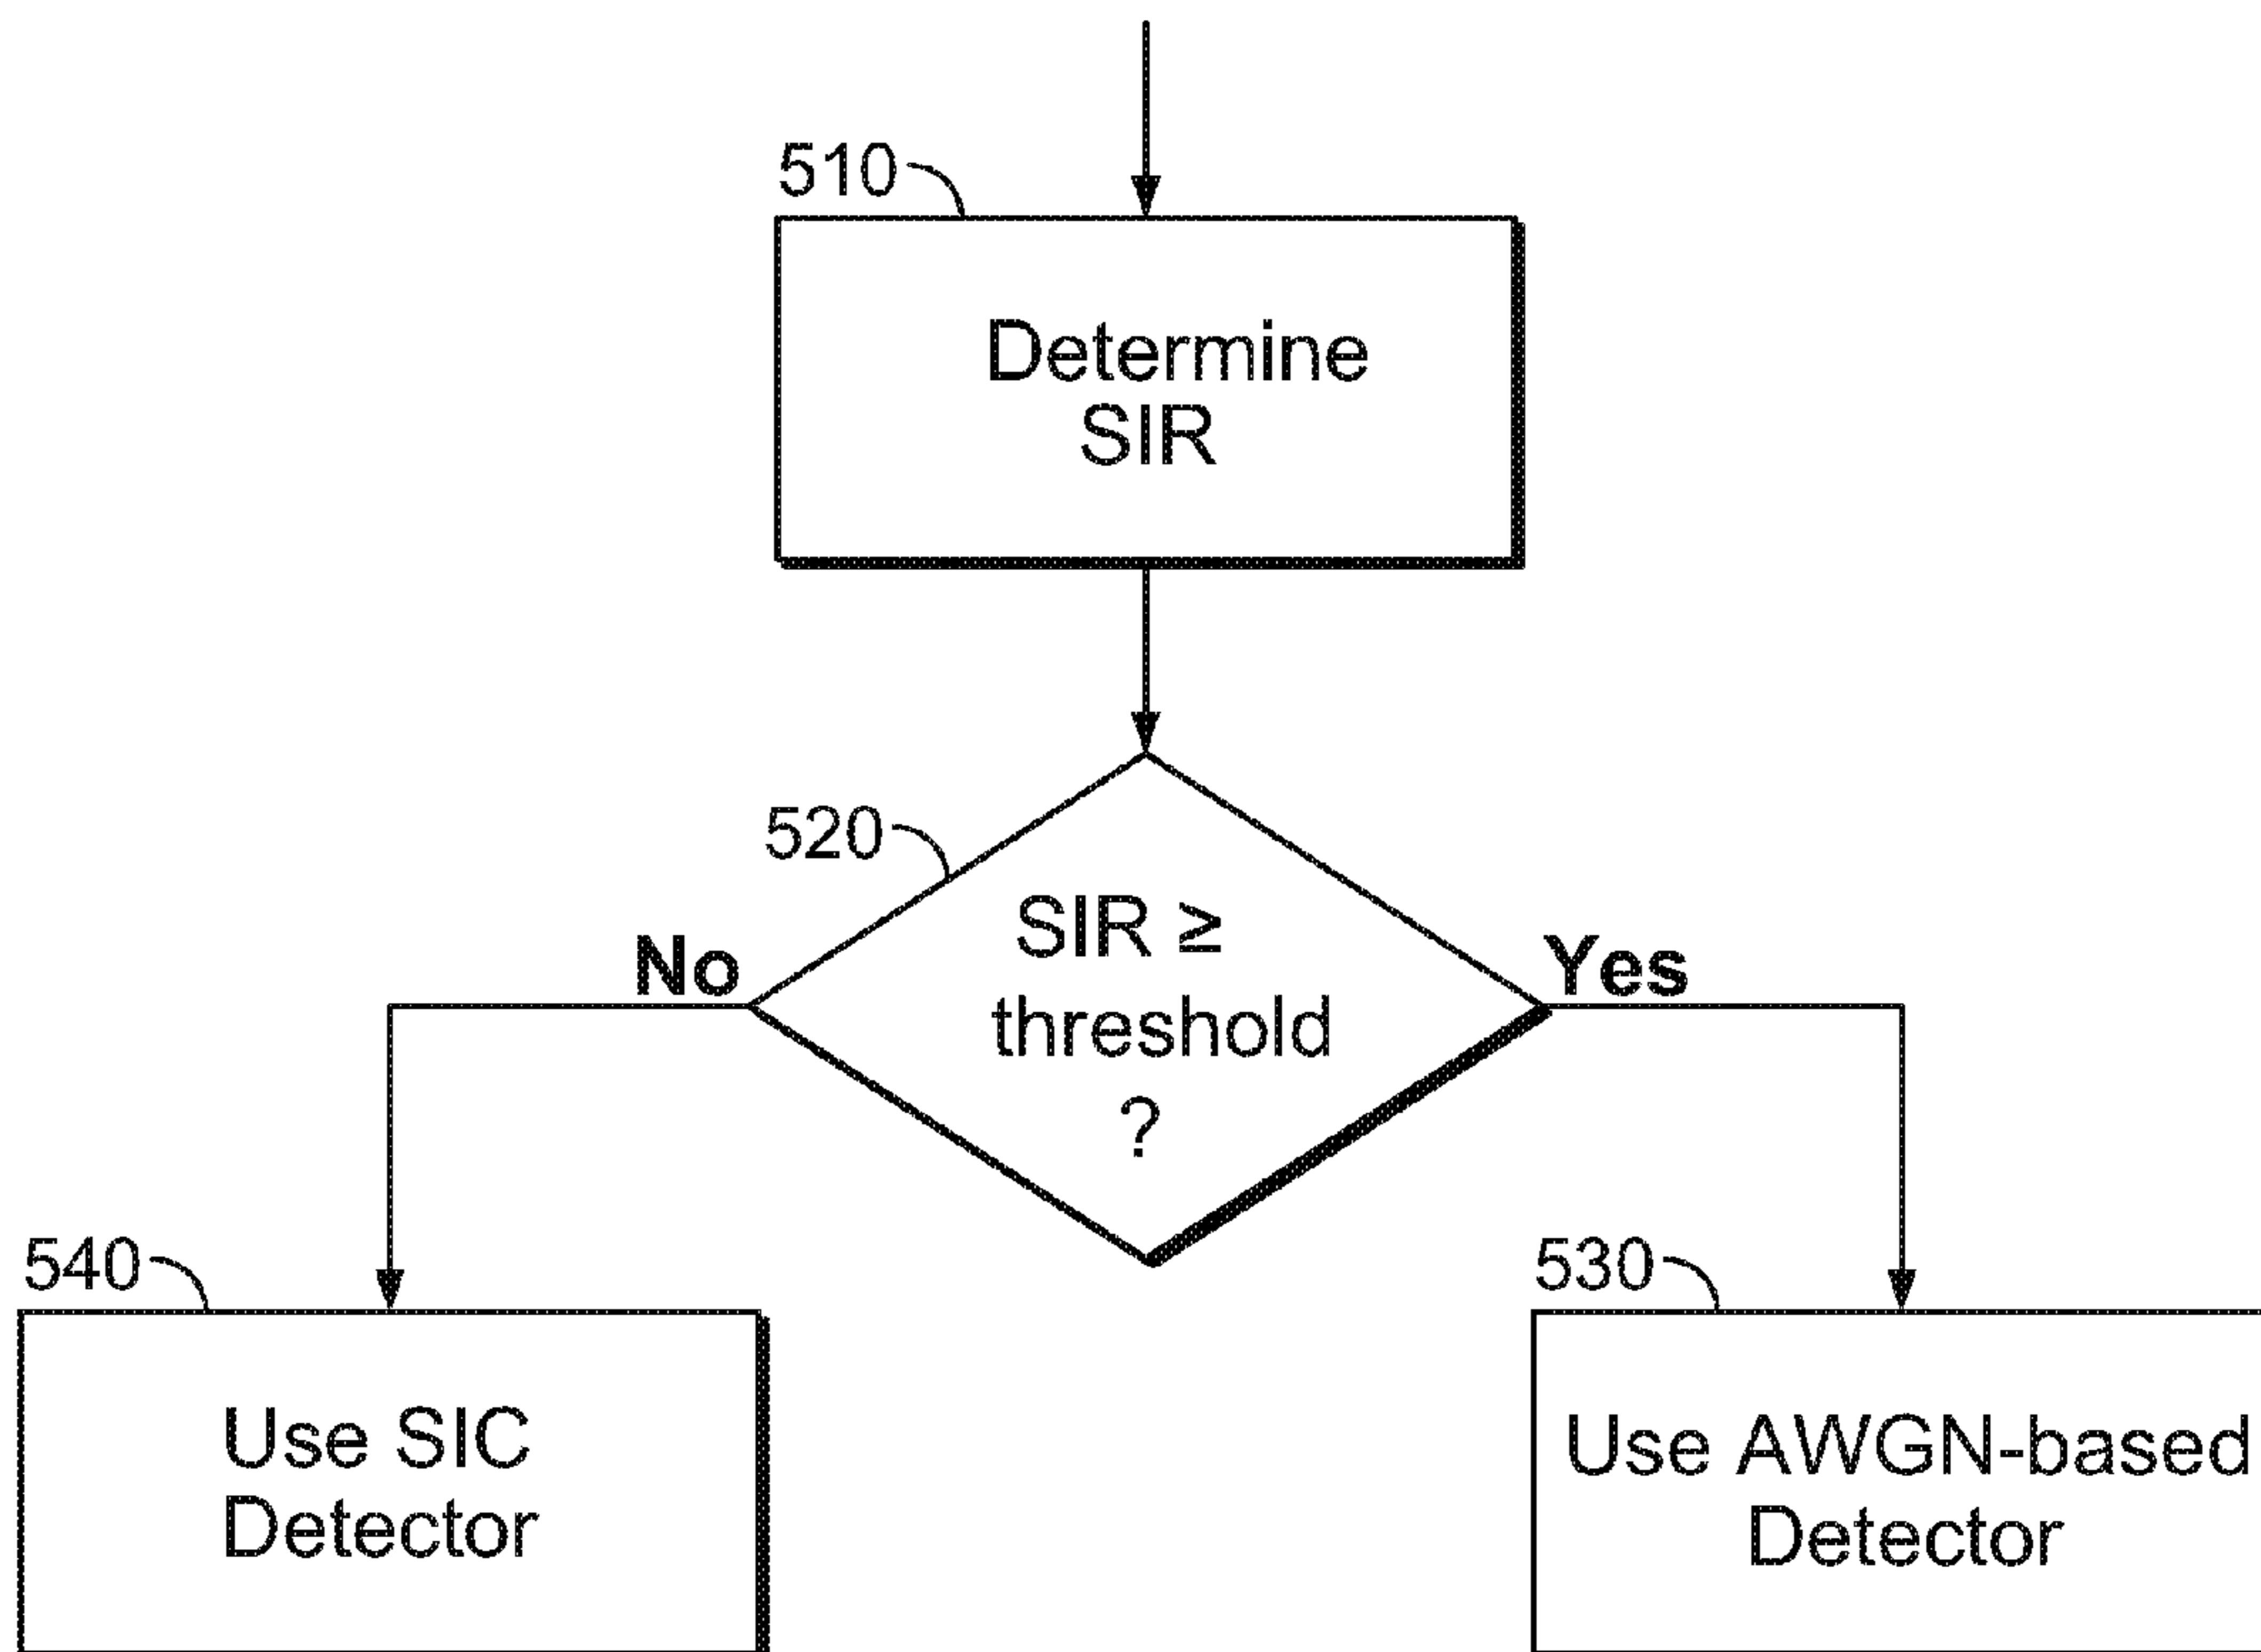 510
Determine
SIR
520
SIR ≥
threshold
?
No
Yes
540
Use SIC
Detector
530
Use AWGN-based
Detector